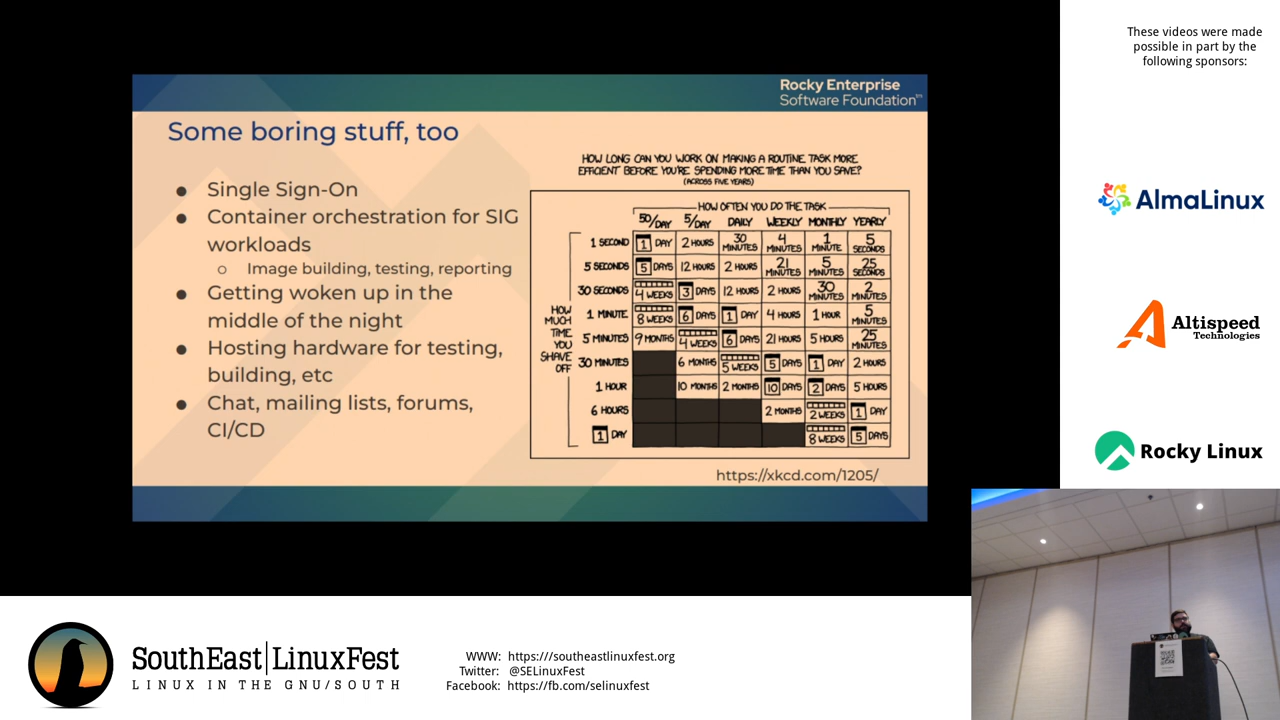 These videos were made
possible in part by the
following sponsors:
Rocky Enterprise
Software Foundation™
Some boring stuff, too
● Single Sign-On
● Container orchestration for SIG
workloads
○ Image building, testing, reporting
● Getting woken up in the
middle of the night
● Hosting hardware for testing,
building, etc
● Chat, mailing lists, forums,
CI/CD
HOW LONG CAN YOU WORK ON MAKING A ROUTINE TASK MORE
EFFICIENT BEFORE YOU'RE SPENDING MORE TIME THAN YOU SAVE?
(ACROSS FIVE YEARS)
HOW OFTEN YOU DO THE TASK
50/DAY 5/DAY DAILY WEEKLY MONTHLY YEARLY
HOW MUCH TIME YOU SHAVE OFF
1 SECOND 1 DAY 2 HOURS 30 MINUTES 4 MINUTES 1 MINUTE 5 SECONDS
5 SECONDS 5 DAYS 12 HOURS 2 HOURS 21 MINUTES 5 MINUTES 25 SECONDS
30 SECONDS 4 WEEKS 3 DAYS 12 HOURS 2 HOURS 30 MINUTES 2 MINUTES
1 MINUTE 8 WEEKS 6 DAYS 1 DAY 4 HOURS 1 HOUR 5 MINUTES
5 MINUTES 9 MONTHS 4 WEEKS 6 DAYS 21 HOURS 5 HOURS 25 MINUTES
30 MINUTES 6 MONTHS 5 WEEKS 5 DAYS 1 DAY 2 HOURS
1 HOUR 10 MONTHS 2 MONTHS 10 DAYS 2 DAYS 5 HOURS
6 HOURS 2 MONTHS 2 WEEKS 1 DAY
1 DAY 8 WEEKS 5 DAYS
https://xkcd.com/1205/
AlmaLinux
Altispeed
Technologies
Rocky Linux
SouthEast|LinuxFest
LINUX IN THE GNU/SOUTH
WWW: https:///southeastlinuxfest.org
Twitter: @SELinuxFest
Facebook: https://fb.com/selinuxfest